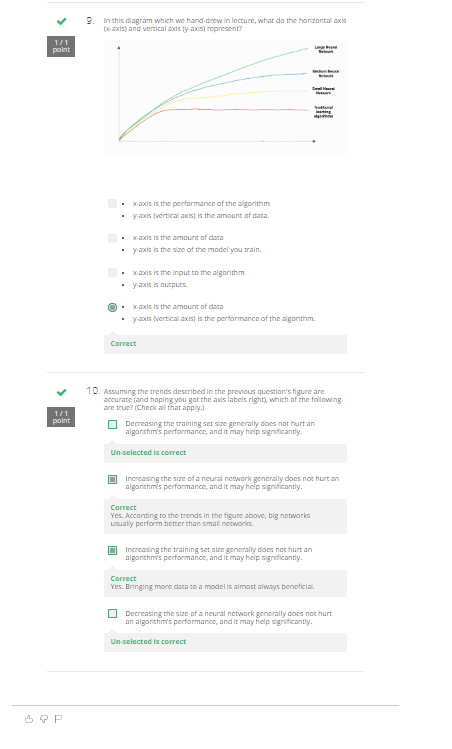 9. In this diagram which we hand-drew in lecture, what do the horizontal axis
(x-axis) and vertical axis (y-axis) represent?
1 / 1
point
Large Neural
Network
Medium Neural
Network
Small Neural
Network
Traditional
learning
algorithms
• x-axis is the performance of the algorithm
• y-axis (vertical axis) is the amount of data.
• x-axis is the amount of data
• y-axis is the size of the model you train.
• x-axis is the input to the algorithm
• y-axis is outputs.
• x-axis is the amount of data
• y-axis (vertical axis) is the performance of the algorithm.
Correct
10. Assuming the trends described in the previous question's figure are
accurate (and hoping you got the axis labels right), which of the following
are true? (Check all that apply.)
1 / 1
point
Decreasing the training set size generally does not hurt an
algorithm's performance, and it may help significantly.
Un-selected is correct
Increasing the size of a neural network generally does not hurt an
algorithm's performance, and it may help significantly.
Correct
Yes. According to the trends in the figure above, big networks
usually perform better than small networks.
Increasing the training set size generally does not hurt an
algorithm's performance, and it may help significantly.
Correct
Yes. Bringing more data to a model is almost always beneficial.
Decreasing the size of a neural network generally does not hurt
an algorithm's performance, and it may help significantly.
Un-selected is correct